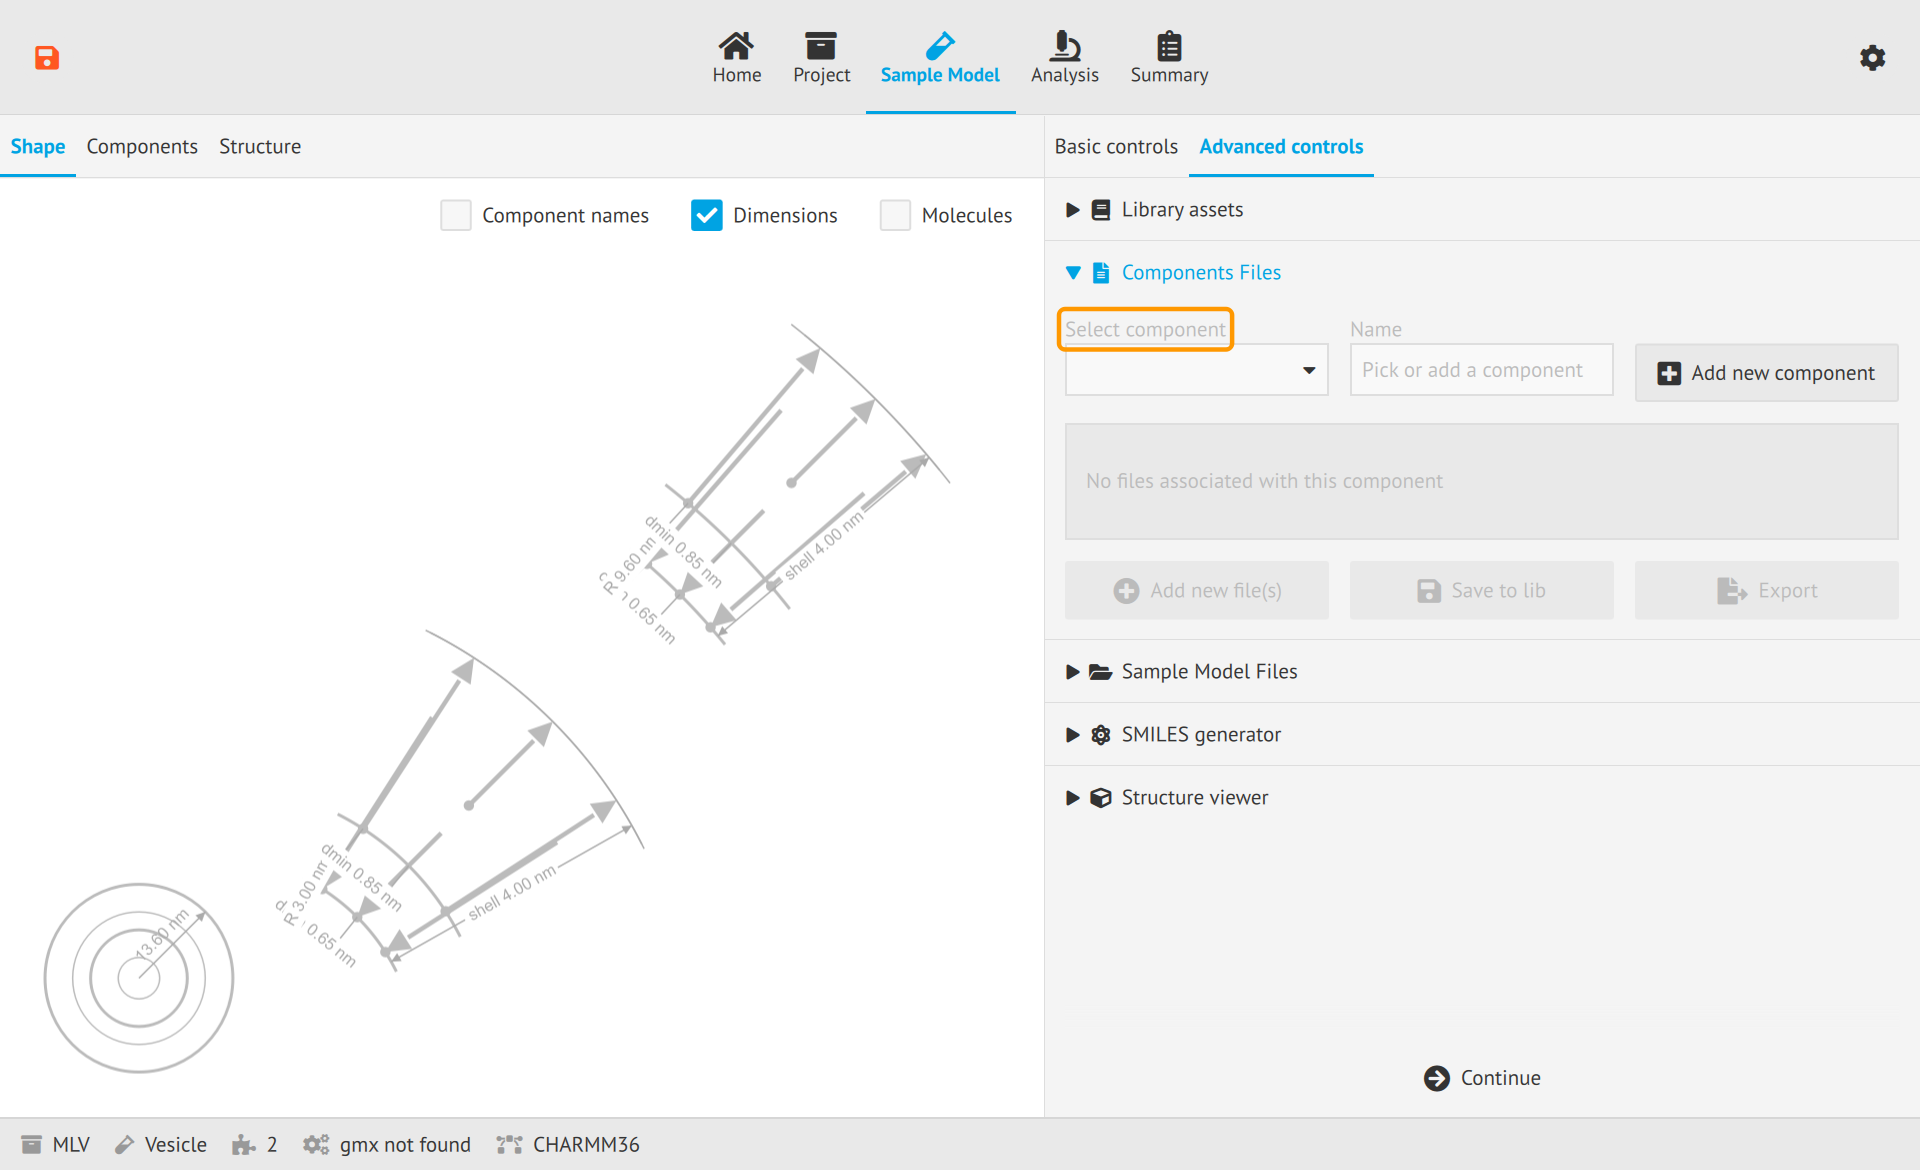 Home
Project
Sample Model
Analysis
Summary
Shape
Components
Structure
Basic controls
Advanced controls
Component names
Dimensions
Molecules
Library assets
Components Files
Select component
Name
Pick or add a component
Add new component
No files associated with this component
Add new file(s)
Save to lib
Export
Sample Model Files
SMILES generator
Structure viewer
Continue
dmin 0.85 nm
shell 4.00 nm
0.65 nm
dmin 0.85 nm
shell 4.00 nm
0.65 nm
13.60 nm
MLV
Vesicle
2
gmx not found
CHARMM36